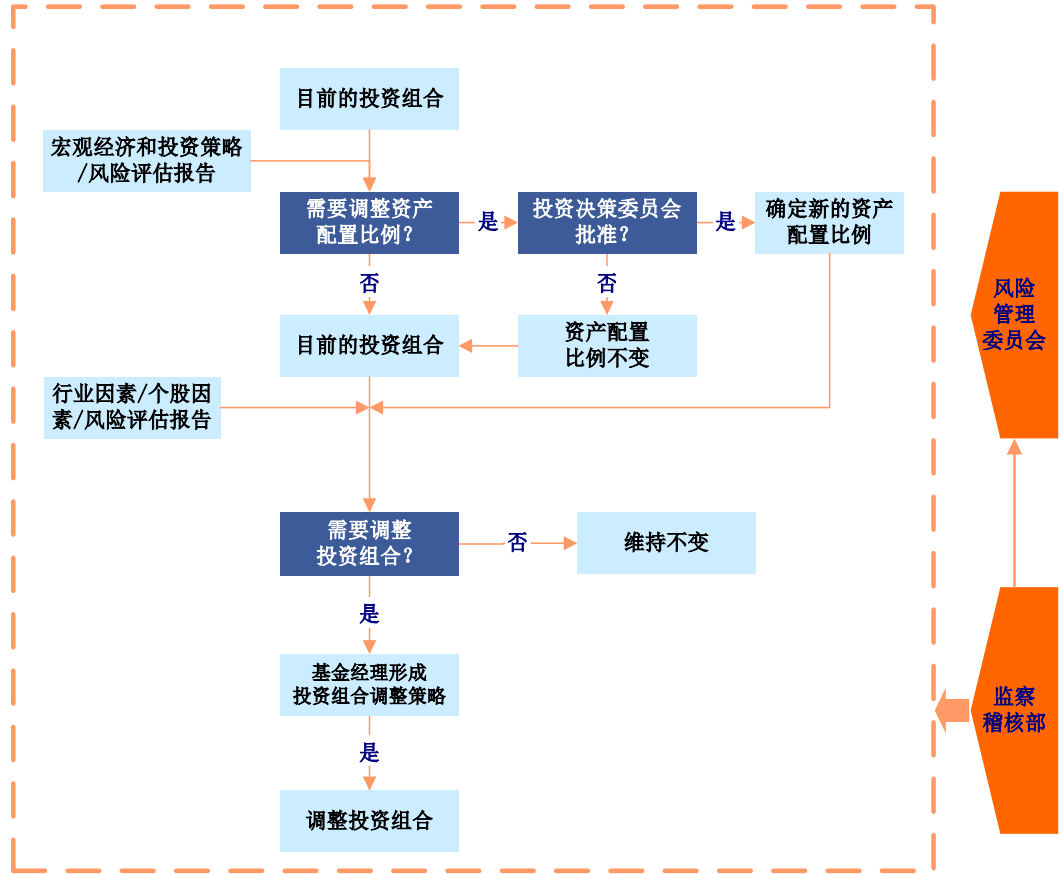 目前的投资组合
宏观经济和投资策略
/风险评估报告
需要调整资产
配置比例？
是
投资决策委员会
批准？
是
确定新的资产
配置比例
否
否
目前的投资组合
资产配置
比例不变
行业因素/个股因
素/风险评估报告
需要调整
投资组合？
否
维持不变
是
基金经理形成
投资组合调整策略
是
调整投资组合
风险
管理
委员会
监察
稽核部